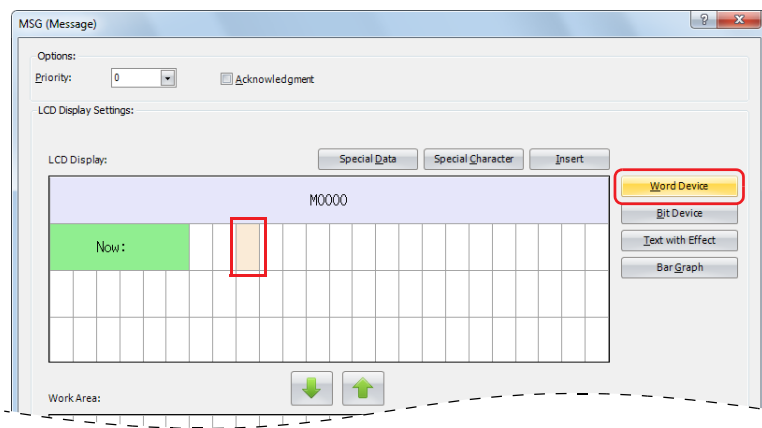 MSG (Message)
Options:
Priority: 0 Acknowledgment
LCD Display Settings:
LCD Display: Special Data Special Character Insert
M0000 Word Device
Bit Device
Now: Text with Effect
Bar Graph
Work Area: